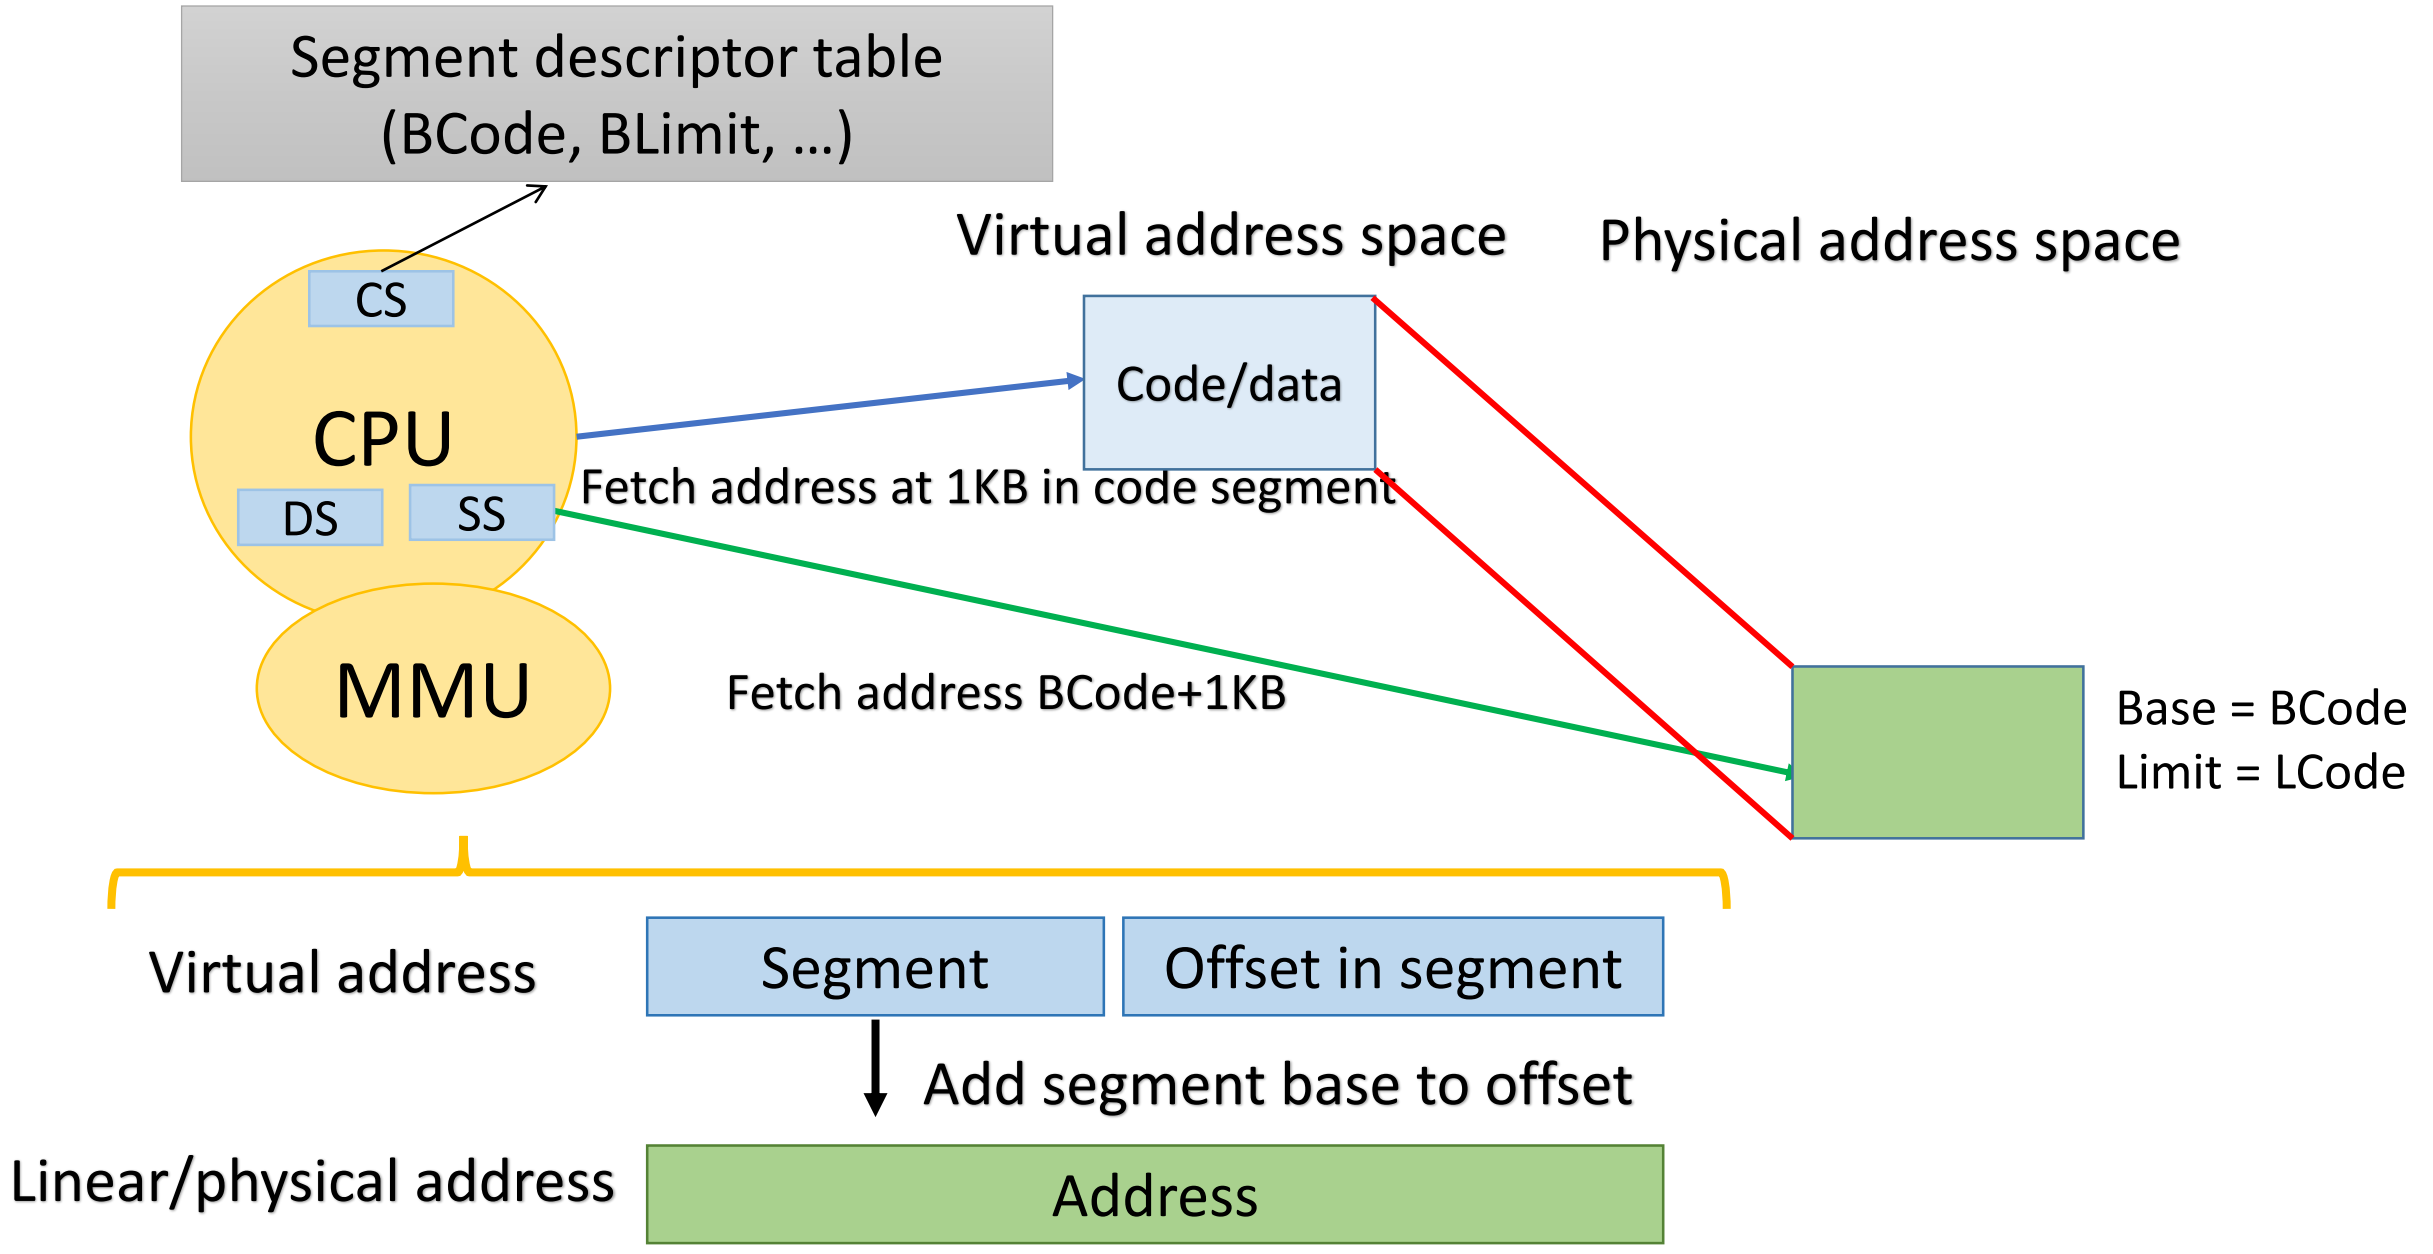 Segment descriptor table
(BCode, BLimit, …)
Virtual address space
Physical address space
CS
Code/data
CPU
Fetch address at 1KB in code segment
DS
SS
MMU
Fetch address BCode+1KB
Base = BCode
Limit = LCode
Virtual address
Segment
Offset in segment
Add segment base to offset
Linear/physical address
Address